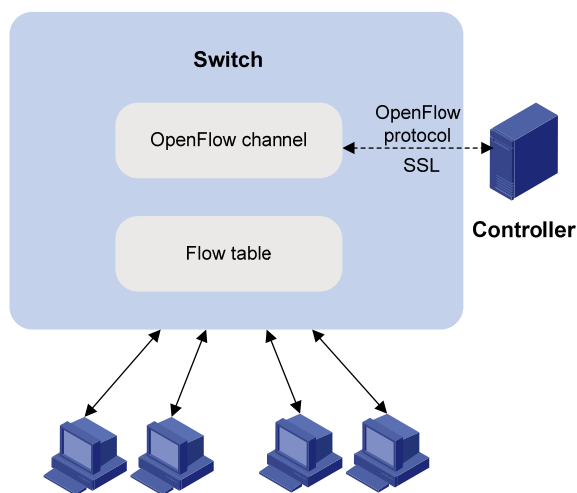 Switch
OpenFlow channel
OpenFlow
protocol
SSL
Controller
Flow table